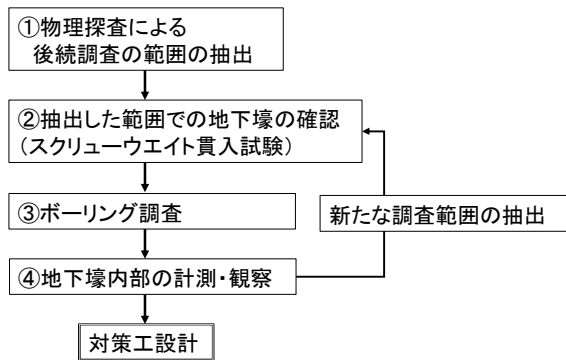 ①物理探査による
後続調査の範囲の抽出
②抽出した範囲での地下壕の確認
(スクリューウエイト貫入試験)
③ボーリング調査
新たな調査範囲の抽出
④地下壕内部の計測・観察
対策工設計